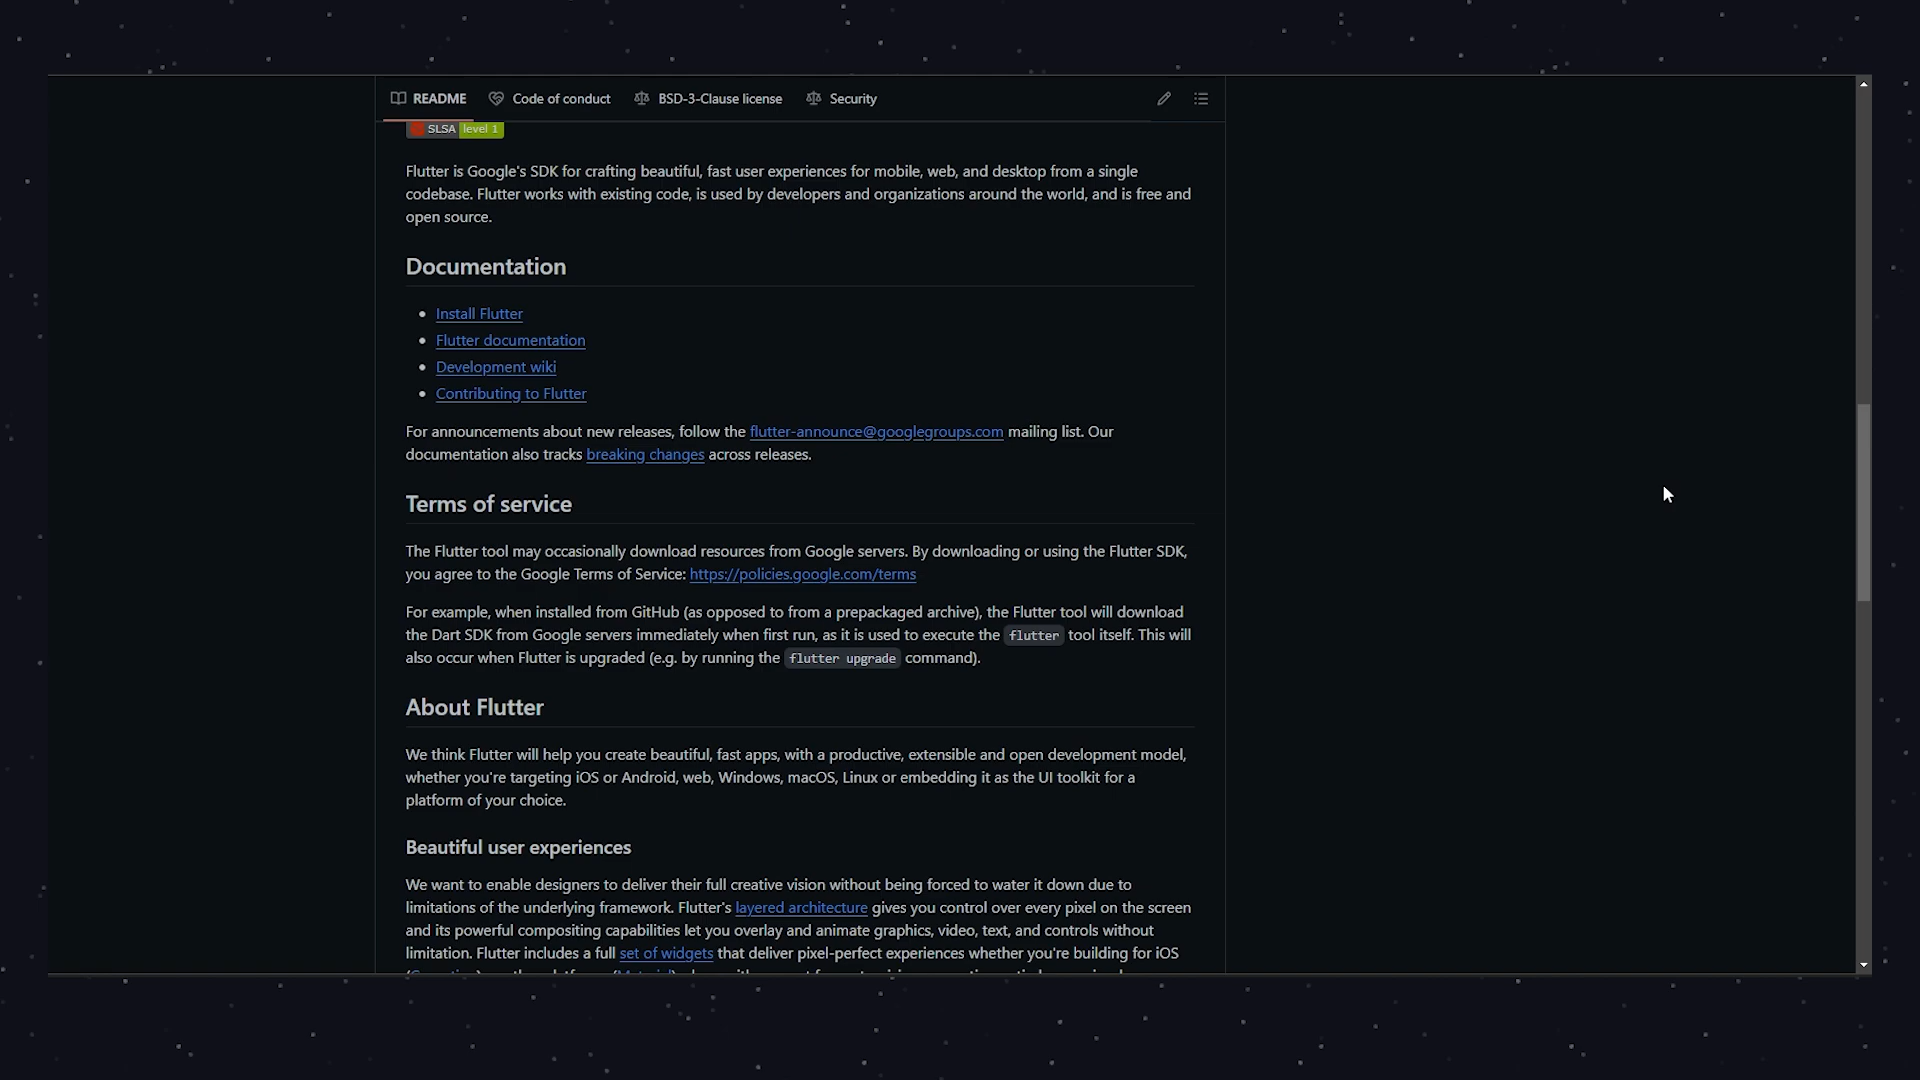 README Code of conduct BSD-3-Clause license Security
SLSA level 1
Flutter is Google's SDK for crafting beautiful, fast user experiences for mobile, web, and desktop from a single
codebase. Flutter works with existing code, is used by developers and organizations around the world, and is free and
open source.
Documentation
Install Flutter
Flutter documentation
Development wiki
Contributing to Flutter
For announcements about new releases, follow the flutter-announce@googlegroups.com mailing list. Our
documentation also tracks breaking changes across releases.
Terms of service
The Flutter tool may occasionally download resources from Google servers. By downloading or using the Flutter SDK,
you agree to the Google Terms of Service: https://policies.google.com/terms
For example, when installed from GitHub (as opposed to from a prepackaged archive), the Flutter tool will download
the Dart SDK from Google servers immediately when first run, as it is used to execute the flutter tool itself. This will
also occur when Flutter is upgraded (e.g. by running the flutter upgrade command).
About Flutter
We think Flutter will help you create beautiful, fast apps, with a productive, extensible and open development model,
whether you're targeting iOS or Android, web, Windows, macOS, Linux or embedding it as the UI toolkit for a
platform of your choice.
Beautiful user experiences
We want to enable designers to deliver their full creative vision without being forced to water it down due to
limitations of the underlying framework. Flutter's layered architecture gives you control over every pixel on the screen
and its powerful compositing capabilities let you overlay and animate graphics, video, text, and controls without
limitation. Flutter includes a full set of widgets that deliver pixel-perfect experiences whether you're building for iOS